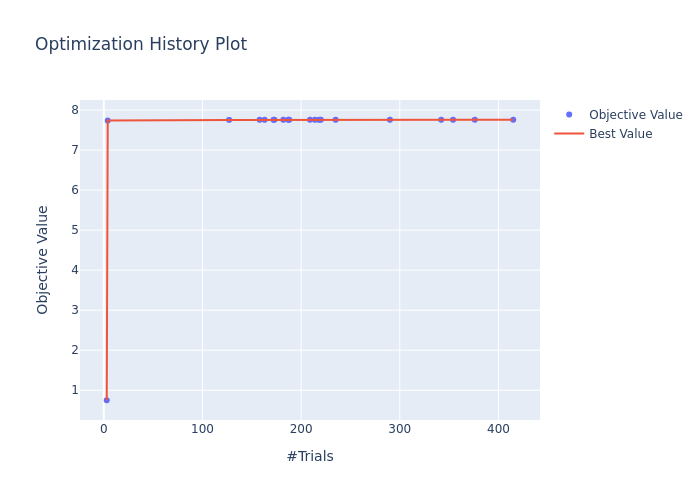 Optimization History Plot
Objective Value
8
7
6
5
4
3
2
1
0
100
200
300
400
#Trials
Objective Value
Best Value